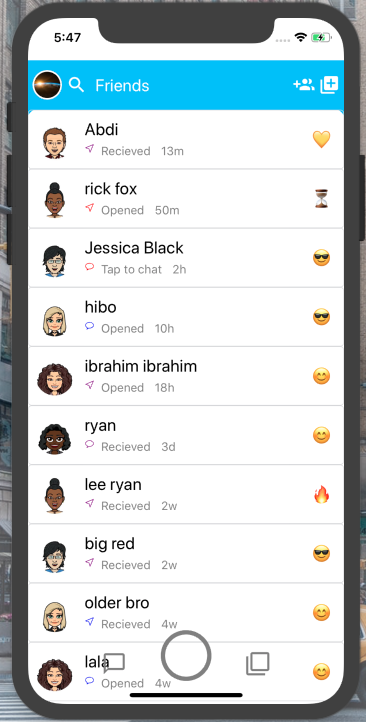 5:47
Friends
Abdi
Recieved 13m
rick fox
Opened 50m
Jessica Black
Tap to chat 2h
hibo
Opened 10h
ibrahim ibrahim
Opened 18h
ryan
Recieved 3d
lee ryan
Recieved 2w
big red
Recieved 2w
older bro
Recieved 4w
lala
Opened 4w